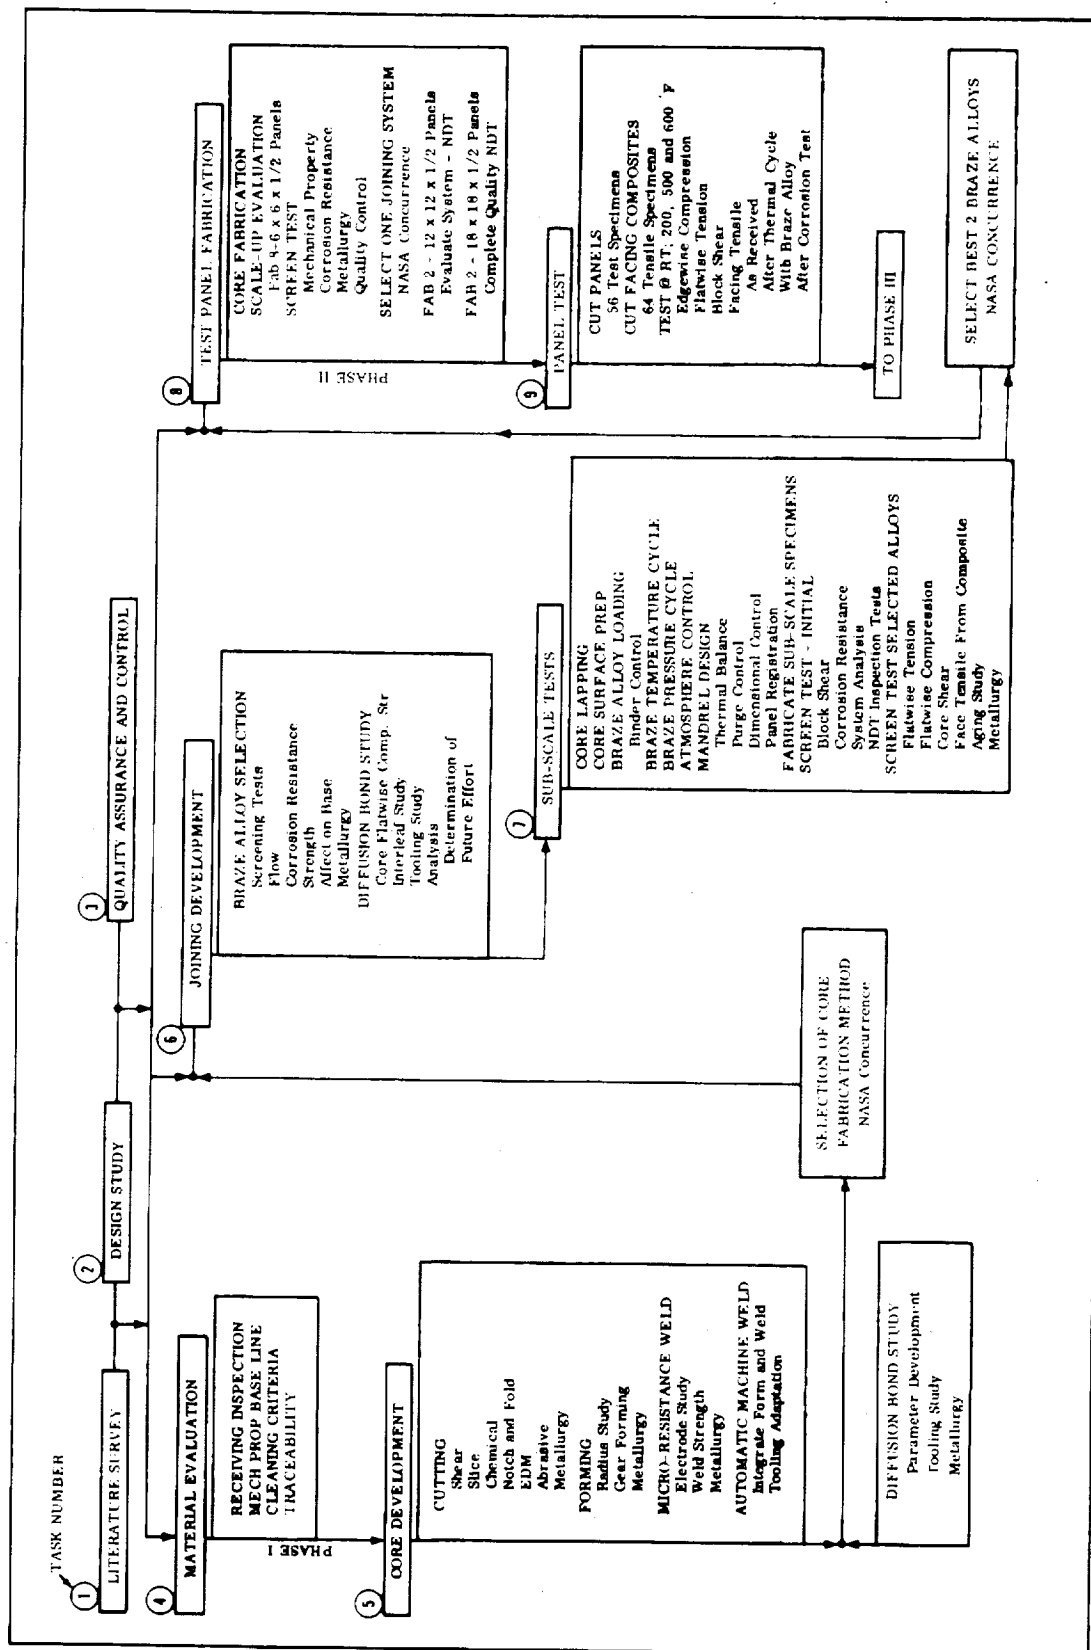 TASK NUMBER
1
LITERATURE SURVEY
2
DESIGN STUDY
3
QUALITY ASSURANCE AND CONTROL
4
MATERIAL EVALUATION
RECEIVING INSPECTION
MECH PROP BASE LINE
CLEANING CRITERIA
TRACEABILITY
PHASE I
5
CORE DEVELOPMENT
CUTTING
Shear
Slice
Chemical
Notch and Fold
EDM
Abrasive
Metallurgy
FORMING
Radius Study
Gear Forming
Metallurgy
MICRO-RESISTANCE WELD
Electrode Study
Weld Strength
Metallurgy
AUTOMATIC MACHINE WELD
Integrate Form and Weld
Tooling Adaptation
DIFFUSION BOND STUDY
Parameter Development
Tooling Study
Metallurgy
SELECTION OF CORE
FABRICATION METHOD
NASA Concurrence
6
JOINING DEVELOPMENT
BRAZE ALLOY SELECTION
Screening Tests
Flow
Corrosion Resistance
Strength
Affect on Base
Metallurgy
DIFFUSION BOND STUDY
Core Flatwise Comp. Str
Interleaf Study
Tooling Study
Analysis
Determination of
Future Effort
7
SUB-SCALE TESTS
CORE LAPPING
CORE SURFACE PREP
BRAZE ALLOY LOADING
Binder Control
BRAZE TEMPERATURE CYCLE
BRAZE PRESSURE CYCLE
ATMOSPHERE CONTROL
MANDREL DESIGN
Thermal Balance
Purge Control
Dimensional Control
Panel Registration
FABRICATE SUB-SCALE SPECIMENS
SCREEN TEST - INITIAL
Block Shear
Corrosion Resistance
System Analysis
NDT Inspection Tests
SCREEN TEST SELECTED ALLOYS
Flatwise Tension
Flatwise Compression
Core Shear
Face Tensile From Composite
Aging Study
Metallurgy
SELECT BEST 2 BRAZE ALLOYS
NASA CONCURRENCE
8
TEST PANEL FABRICATION
CORE FABRICATION
SCALE-UP EVALUATION
Fab 8-6 x 6 x 1/2 Panels
SCREEN TEST
Mechanical Property
Corrosion Resistance
Metallurgy
Quality Control
SELECT ONE JOINING SYSTEM
NASA Concurrence
FAB 2 - 12 x 12 x 1/2 Panels
Evaluate System - NDT
FAB 2 - 18 x 18 x 1/2 Panels
Complete Quality NDT
PHASE II
9
PANEL TEST
CUT PANELS
56 Test Specimens
CUT FACING COMPOSITES
64 Tensile Specimens
TEST @ RT, 200, 500 and 600 °F
Edgewise Compression
Flatwise Tension
Block Shear
Facing Tensile
As Received
After Thermal Cycle
With Braze Alloy
After Corrosion Test
TO PHASE III